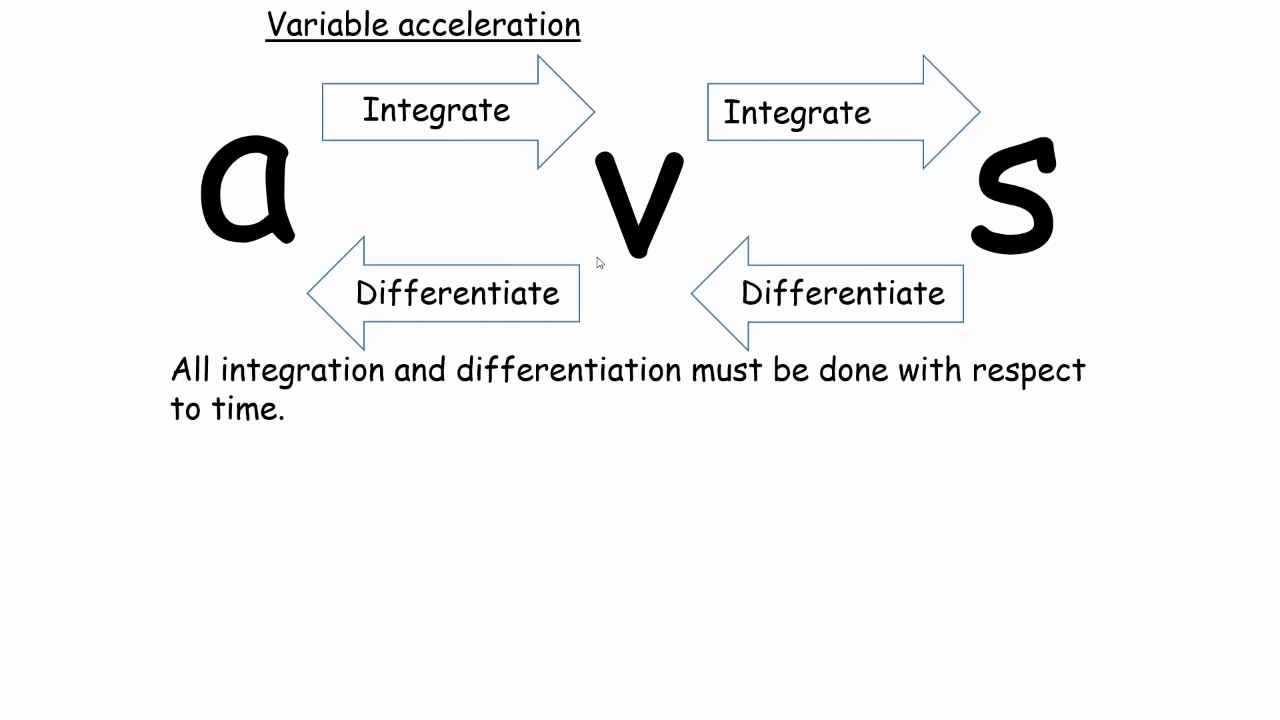 Variable acceleration
Integrate
Integrate
a
v
s
Differentiate
Differentiate
All integration and differentiation must be done with respect
to time.